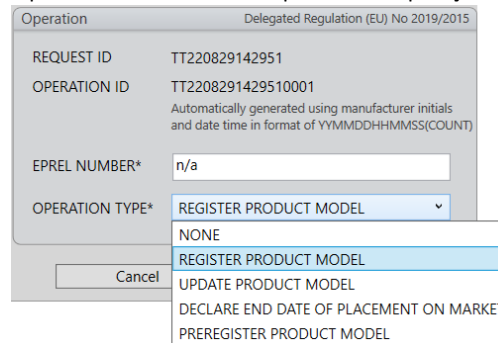 Operation Delegated Regulation (EU) No 2019/2015
REQUEST ID TT220829142951
OPERATION ID TT2208291429510001
Automatically generated using manufacturer initials
and date time in format of YYMMDDHHMMSS(COUNT)
EPREL NUMBER* n/a
OPERATION TYPE* REGISTER PRODUCT MODEL
NONE
REGISTER PRODUCT MODEL
Cancel
UPDATE PRODUCT MODEL
DECLARE END DATE OF PLACEMENT ON MARKET
PREREGISTER PRODUCT MODEL